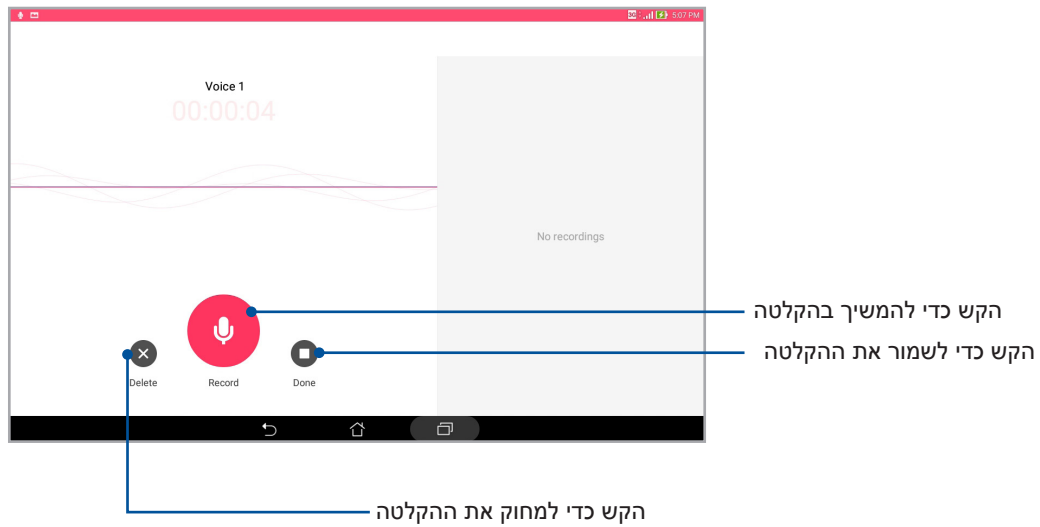 3G 5:07 PM
Voice 1
00:00:04
No recordings
הקש כדי להמשיך בהקלטה
הקש כדי לשמור את ההקלטה
Delete
Record
Done
הקש כדי למחוק את ההקלטה